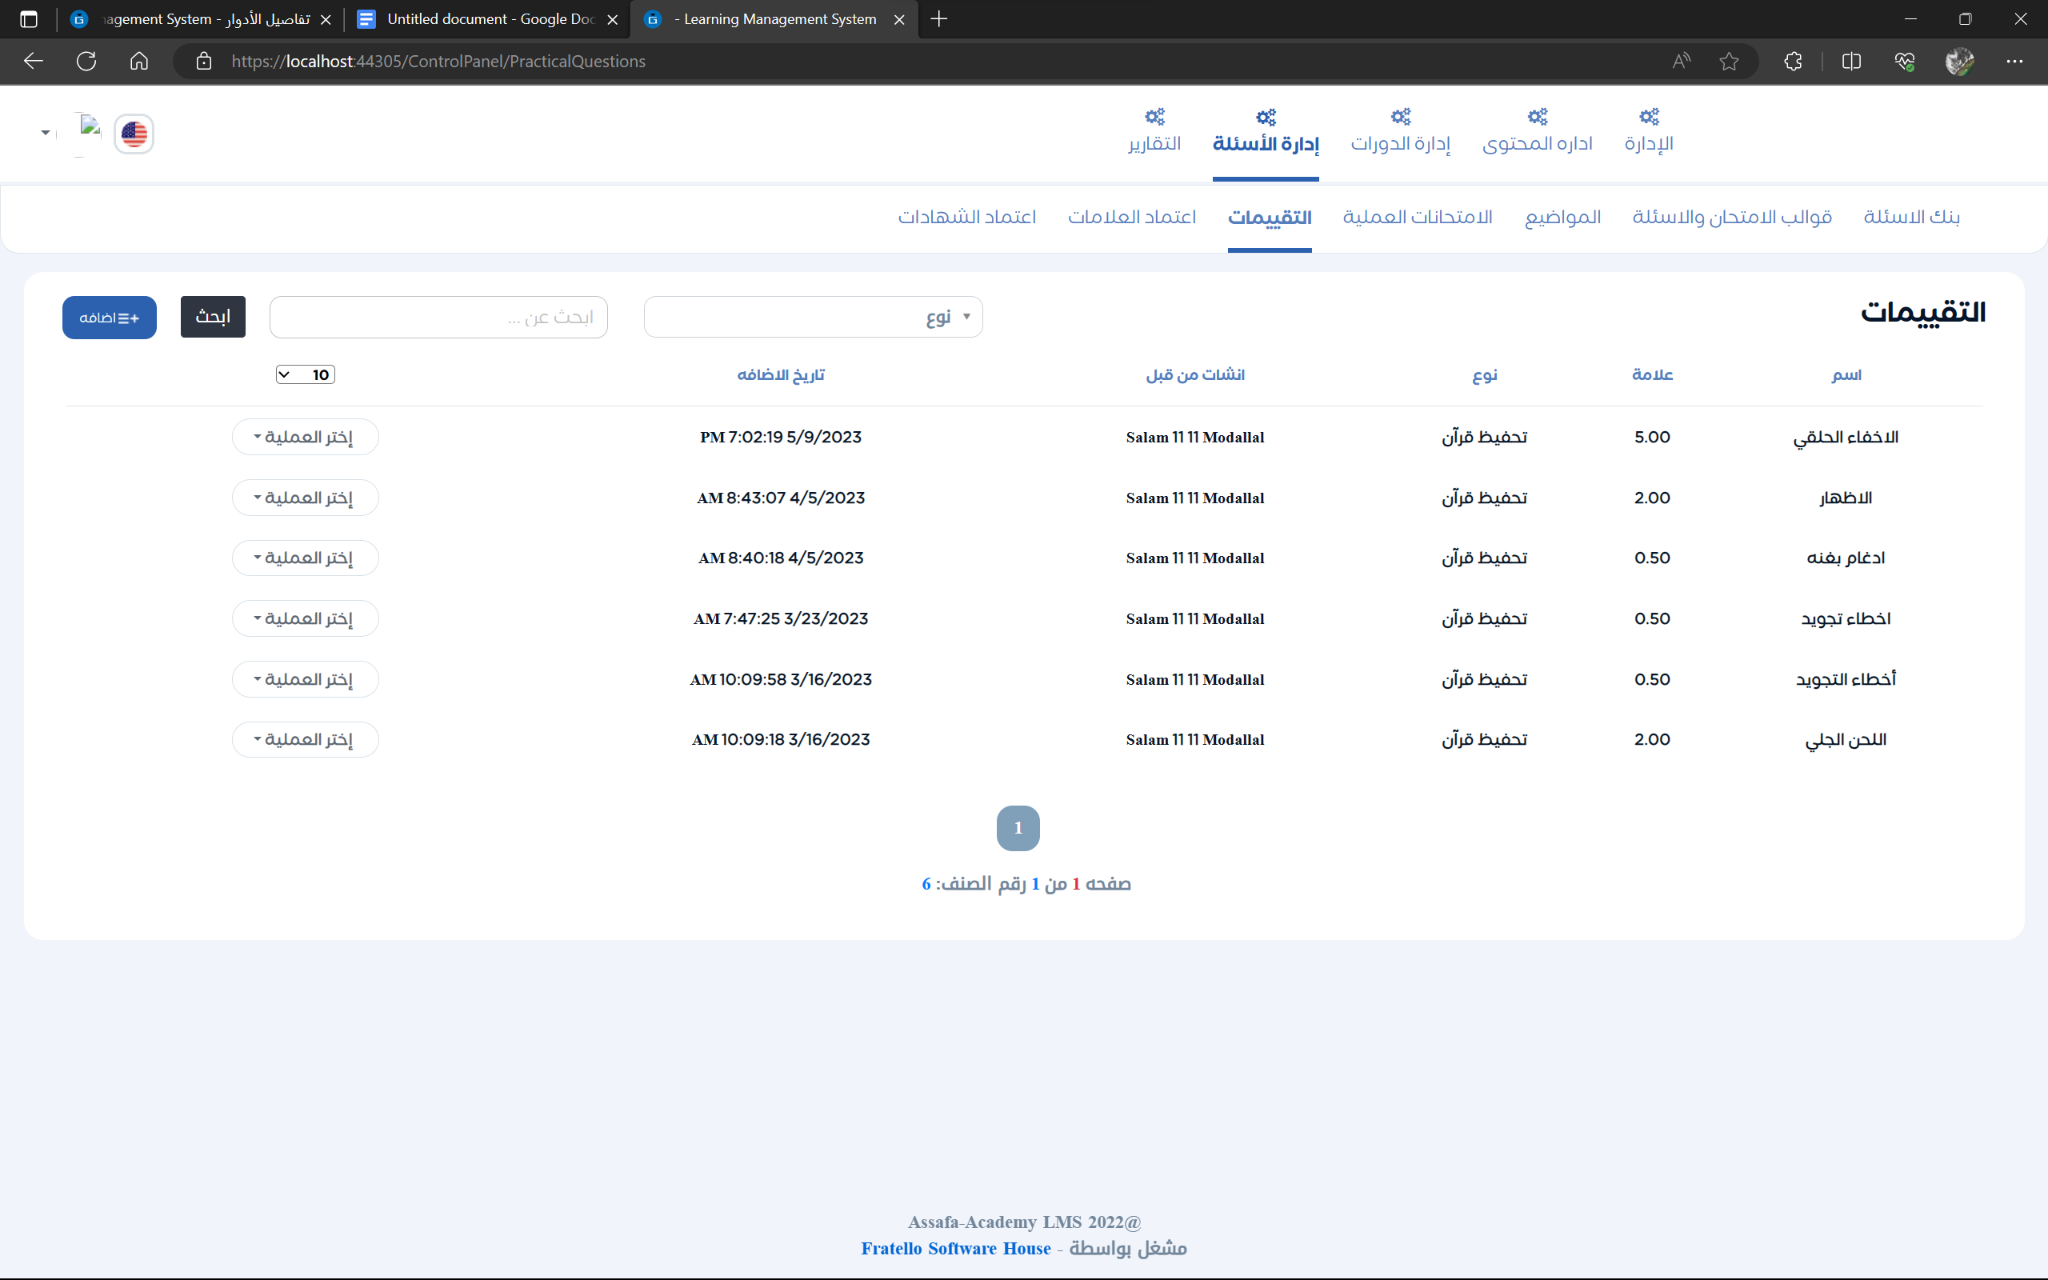 agement System - تفاصيل الأدوار
Untitled document - Google Doc
- Learning Management System
https://localhost:44305/ControlPanel/PracticalQuestions
الإدارة
اداره المحتوى
إدارة الدورات
إدارة الأسئلة
التقارير
بنك الاسئلة
قوالب الامتحان والاسئلة
المواضيع
الامتحانات العملية
التقييمات
اعتماد العلامات
اعتماد الشهادات
التقييمات
نوع
ابحث عن ...
ابحث
اضافه
اسم علامة نوع انشات من قبل تاريخ الاضافه 10
الاخفاء الحلقي 5.00 تحفيظ قرآن Salam 11 11 Modallal PM 7:02:19 5/9/2023 إختر العملية
الاظهار 2.00 تحفيظ قرآن Salam 11 11 Modallal AM 8:43:07 4/5/2023 إختر العملية
ادغام بغنه 0.50 تحفيظ قرآن Salam 11 11 Modallal AM 8:40:18 4/5/2023 إختر العملية
اخطاء تجويد 0.50 تحفيظ قرآن Salam 11 11 Modallal AM 7:47:25 3/23/2023 إختر العملية
أخطاء التجويد 0.50 تحفيظ قرآن Salam 11 11 Modallal AM 10:09:58 3/16/2023 إختر العملية
اللحن الجلي 2.00 تحفيظ قرآن Salam 11 11 Modallal AM 10:09:18 3/16/2023 إختر العملية
1
صفحه 1 من 1 رقم الصنف: 6
Assafa-Academy LMS 2022@
مشغل بواسطة - Fratello Software House